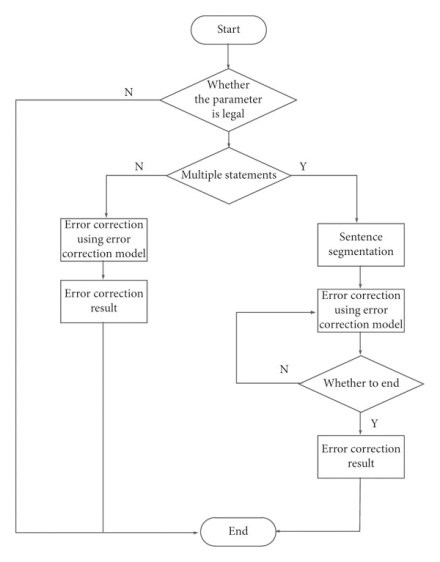 Start
N
Whether
the parameter
is legal
N
Multiple statements
Y
Error correction
using error
correction model
Sentence
segmentation
Error correction
result
Error correction
using error
correction model
N
Whether to end
Y
Error correction
result
End